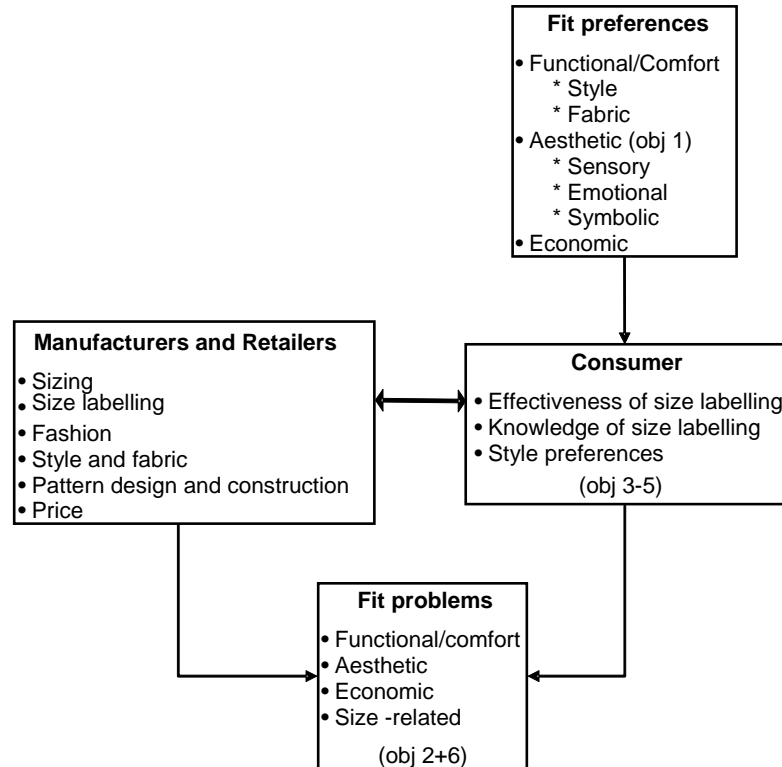 Fit preferences
• Functional/Comfort
* Style
* Fabric
• Aesthetic (obj 1)
* Sensory
* Emotional
* Symbolic
• Economic
Manufacturers and Retailers
• Sizing
• Size labelling
• Fashion
• Style and fabric
• Pattern design and construction
• Price
Consumer
• Effectiveness of size labelling
• Knowledge of size labelling
• Style preferences
(obj 3-5)
Fit problems
• Functional/comfort
• Aesthetic
• Economic
• Size -related
(obj 2+6)